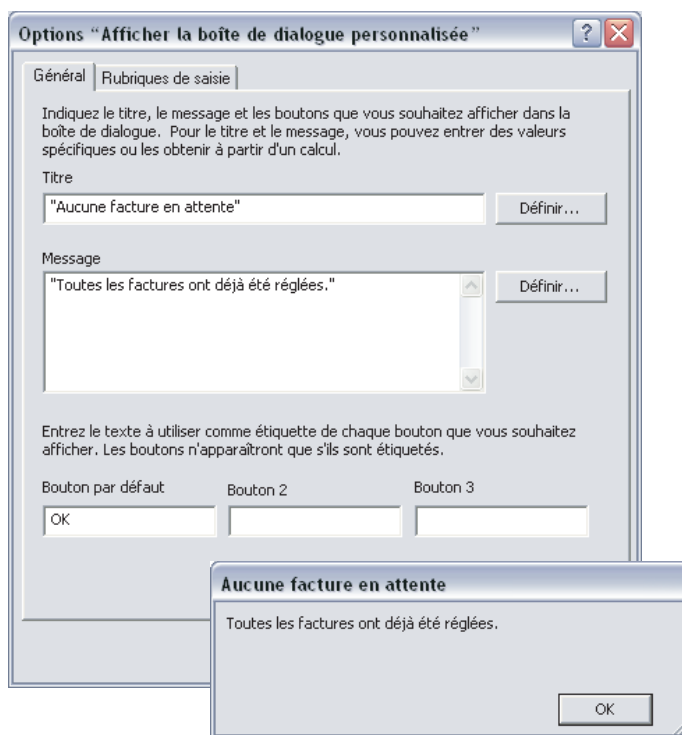 Options “Afficher la boîte de dialogue personnalisée”
Général
Rubriques de saisie
Indiquez le titre, le message et les boutons que vous souhaitez afficher dans la
boîte de dialogue. Pour le titre et le message, vous pouvez entrer des valeurs
spécifiques ou les obtenir à partir d'un calcul.
Titre
"Aucune facture en attente"
Définir...
Message
"Toutes les factures ont déjà été réglées."
Définir...
Entrez le texte à utiliser comme étiquette de chaque bouton que vous souhaitez
afficher. Les boutons n'apparaîtront que s'ils sont étiquetés.
Bouton par défaut
Bouton 2
Bouton 3
OK
Aucune facture en attente
Toutes les factures ont déjà été réglées.
OK